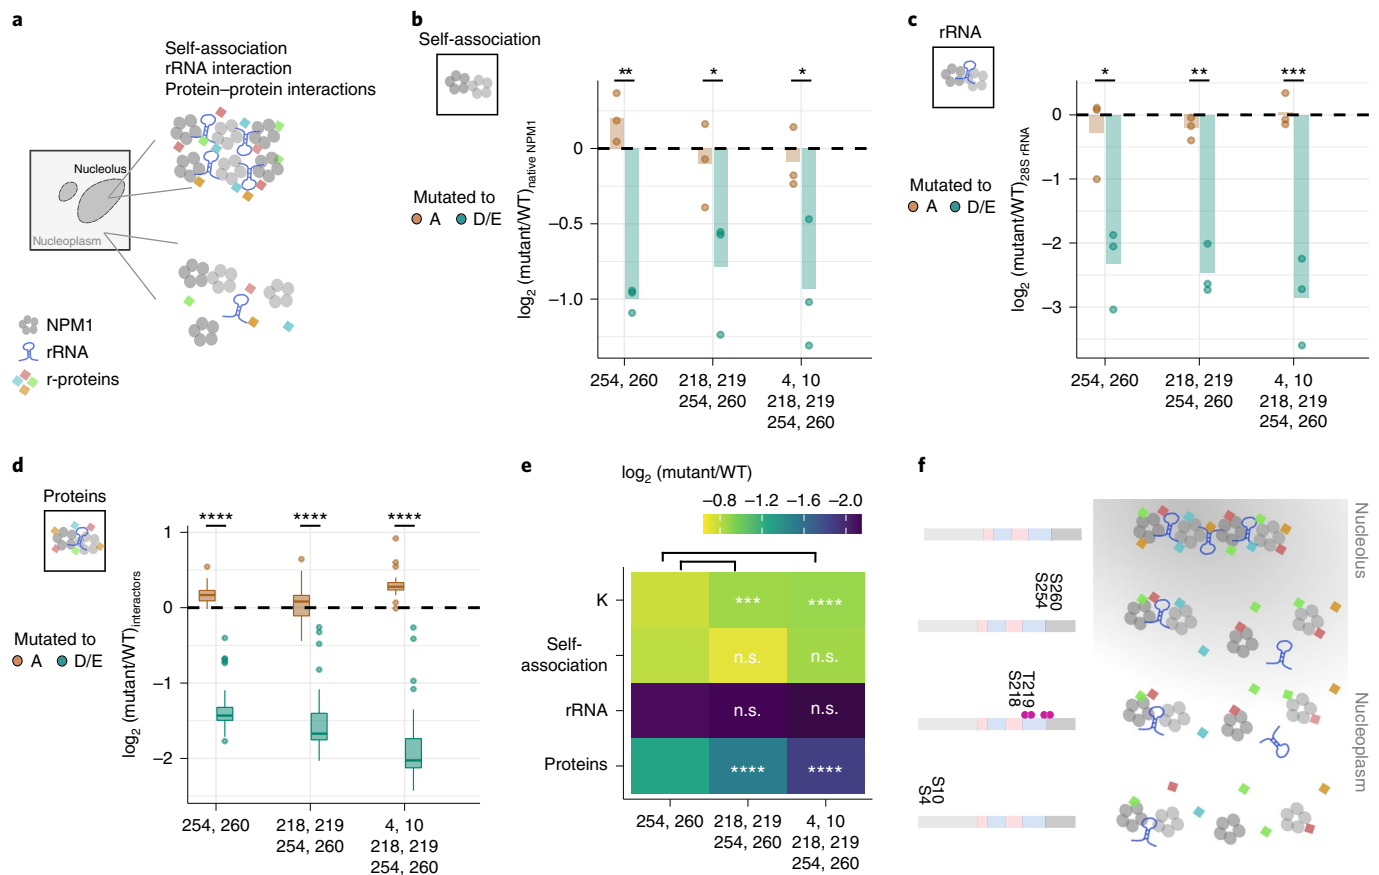 a
Self-association
rRNA interaction
Protein–protein interactions
Nucleolus
Nucleoplasm
NPM1
rRNA
r-proteins
b
Self-association
Mutated to
A D/E
log2 (mutant/WT)native NPM1
** * *
0
−0.5
−1.0
254, 260
218, 219
254, 260
4, 10
218, 219
254, 260
c
rRNA
Mutated to
A D/E
log2 (mutant/WT)28S rRNA
* ** ***
0
−1
−2
−3
254, 260
218, 219
254, 260
4, 10
218, 219
254, 260
d
Proteins
Mutated to
A D/E
log2 (mutant/WT)interactors
**** **** ****
1
0
−1
−2
254, 260
218, 219
254, 260
4, 10
218, 219
254, 260
e
log2 (mutant/WT)
−0.8 −1.2 −1.6 −2.0
K
*** ****
Self-
association
n.s. n.s.
rRNA
n.s. n.s.
Proteins
**** ****
254, 260
218, 219
254, 260
4, 10
218, 219
254, 260
f
S260
S254
T219
S218
S10
S4
Nucleolus
Nucleoplasm